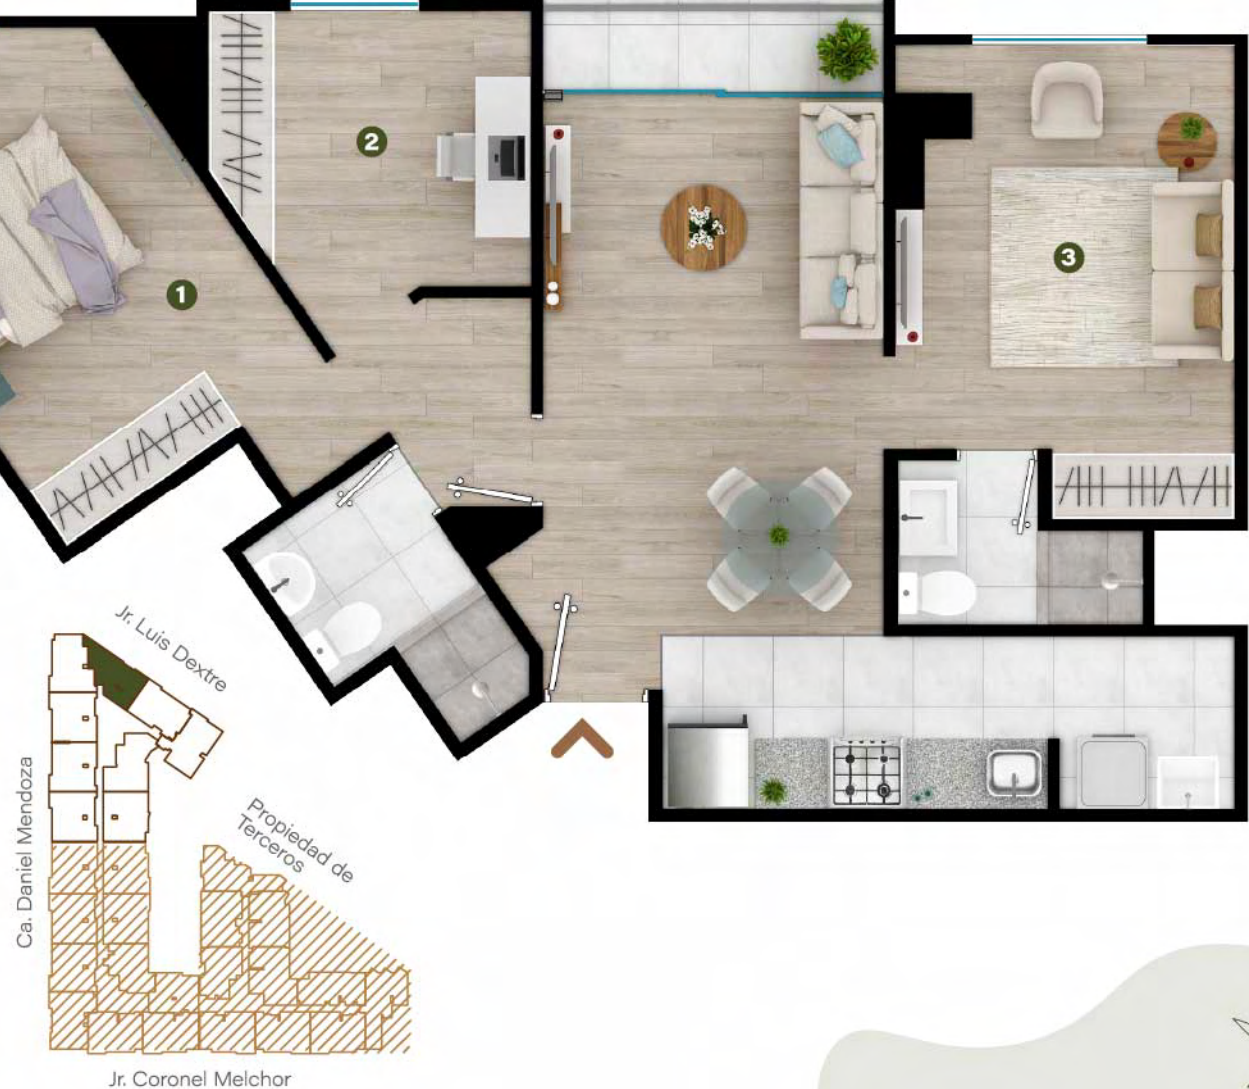 2
3
1
Jr. Luis Dextre
Ca. Daniel Mendoza
Propiedad de
Terceros
Jr. Coronel Melchor